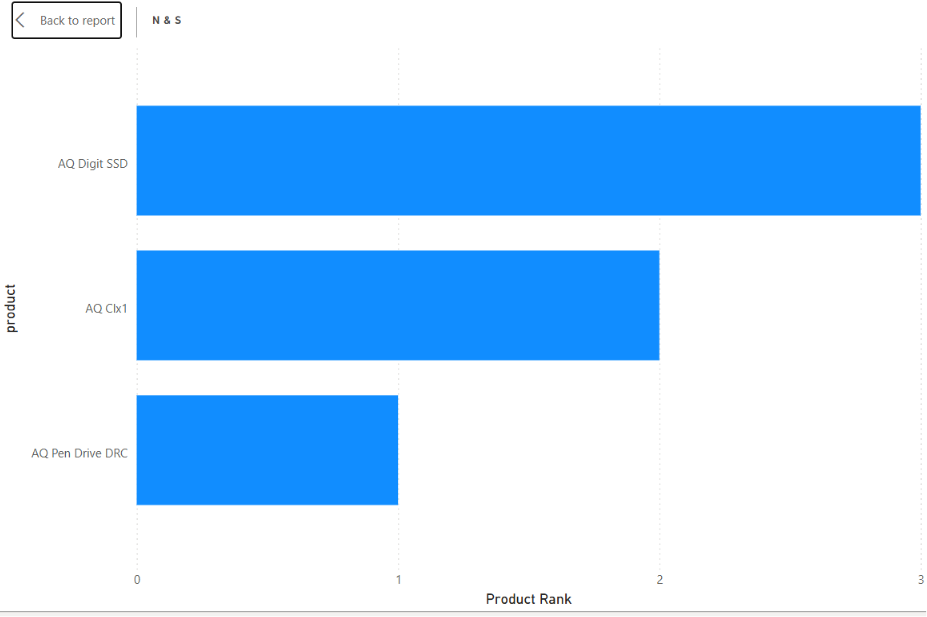 Back to report
N & S
AQ Digit SSD
AQ Clx1
AQ Pen Drive DRC
product
0 1 2 3
Product Rank